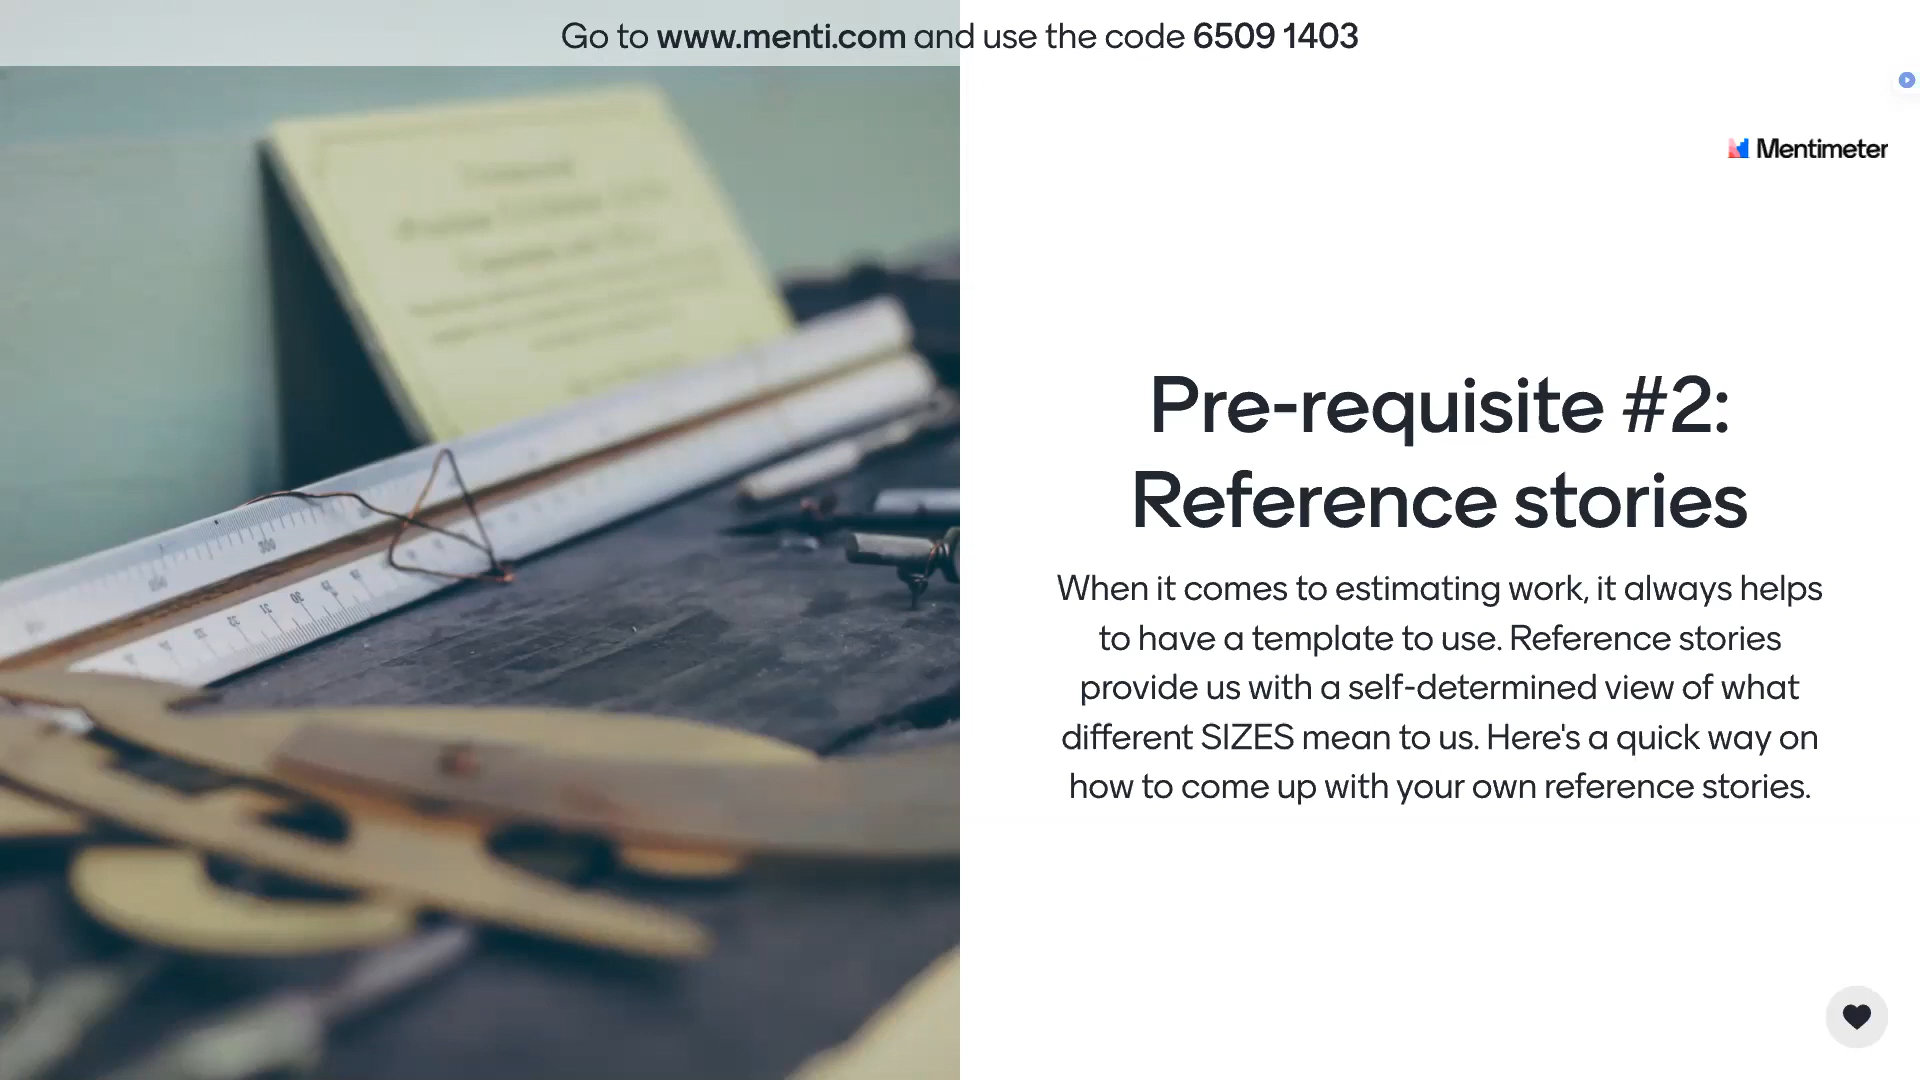 Go to www.menti.com and use the code 6509 1403
Mentimeter
Pre-requisite #2:
Reference stories
When it comes to estimating work, it always helps
to have a template to use. Reference stories
provide us with a self-determined view of what
different SIZES mean to us. Here's a quick way on
how to come up with your own reference stories.